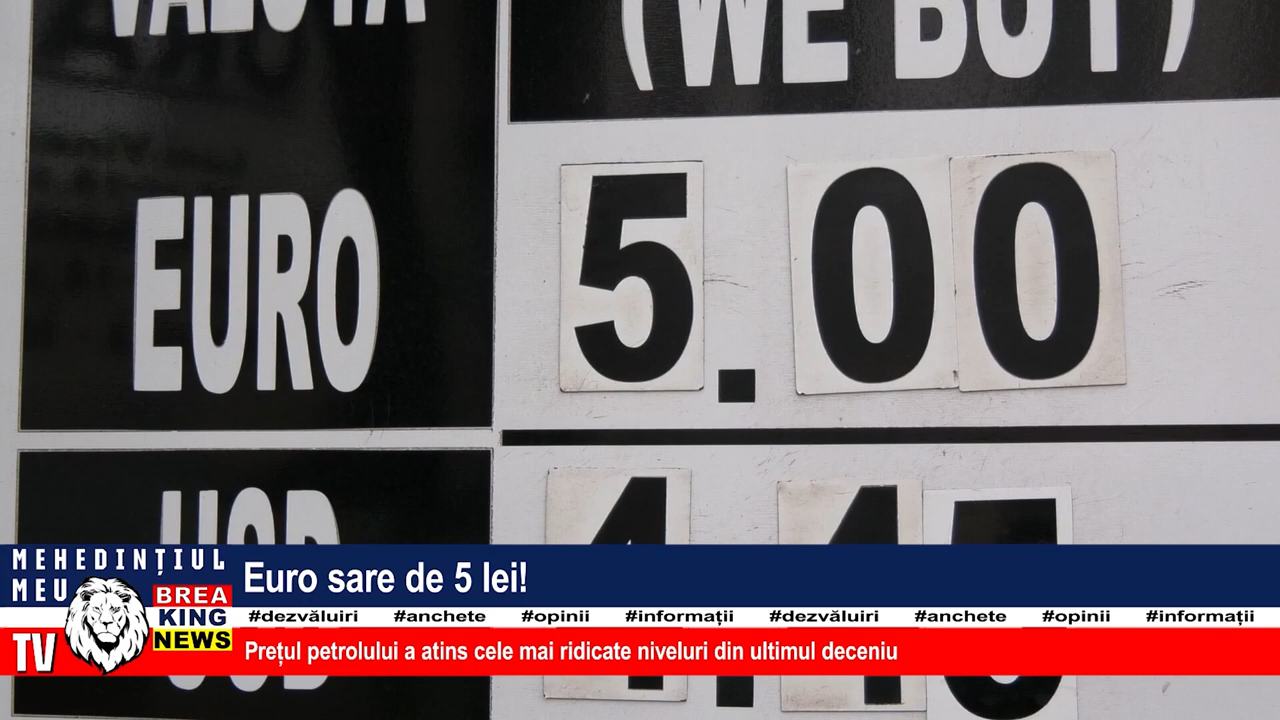 VALUTA
(WE BUY)
EURO
5.00
USD
MEHEDINȚIUL
MEU
TV
BREA
KING
NEWS
Euro sare de 5 lei!
#dezvăluiri #anchete #opinii #informații #dezvăluiri #anchete #opinii #informații
Prețul petrolului a atins cele mai ridicate niveluri din ultimul deceniu